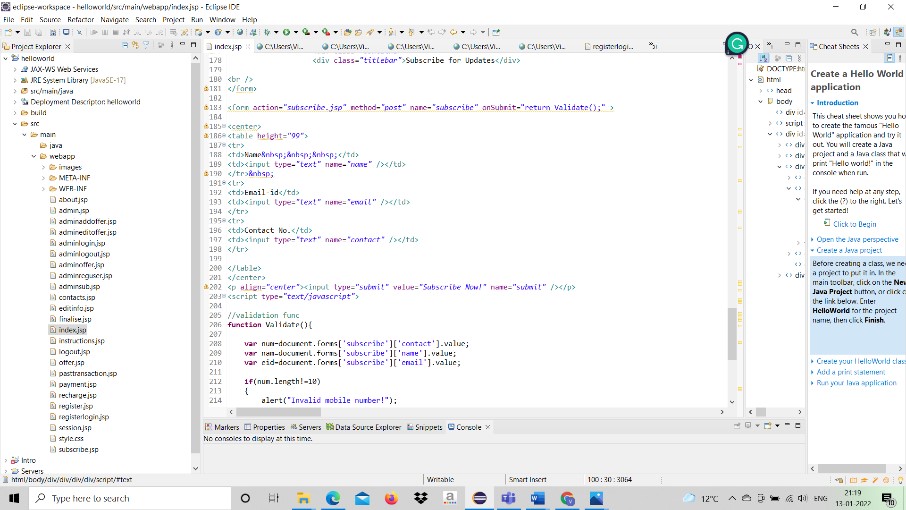 eclipse-workspace - helloworld/src/main/webapp/index.jsp - Eclipse IDE
File Edit Source Refactor Navigate Search Project Run Window Help
Project Explorer
helloworld
JAX-WS Web Services
JRE System Library [JavaSE-17]
src/main/java
Deployment Descriptor: helloworld
build
src
main
java
webapp
images
META-INF
WEB-INF
about.jsp
admin.jsp
adminaddoffer.jsp
admineditoffer.jsp
adminlogin.jsp
adminlogout.jsp
adminoffer.jsp
adminreguser.jsp
adminsub.jsp
contacts.jsp
editinfo.jsp
finalise.jsp
index.jsp
instructions.jsp
logout.jsp
offer.jsp
pasttransaction.jsp
payment.jsp
recharge.jsp
register.jsp
registerlogin.jsp
session.jsp
style.css
subscribe.jsp
Intro
Servers
index.jsp C:\Users\Vi... C:\Users\Vi... C:\Users\Vi... C:\Users\Vi... C:\Users\Vi... registerlogi...
178 <div class="titlebar">Subscribe for Updates</div>
179
180 <br />
181 </form>
182
183 <form action="subscribe.jsp" method="post" name="subscribe" onSubmit="return Validate();" >
184
185 <center>
186 <table height="99">
187 <tr>
188 <td>Name&nbsp;&nbsp;&nbsp;</td>
189 <td><input type="text" name="name" /></td>
190 </tr>&nbsp;
191 <tr>
192 <td>Email-id</td>
193 <td><input type="text" name="email" /></td>
194 </tr>
195 <tr>
196 <td>Contact No.</td>
197 <td><input type="text" name="contact" /></td>
198 </tr>
199
200 </table>
201 </center>
202 <p align="center"><input type="submit" value="Subscribe Now!" name="submit" /></p>
203 <script type="text/javascript">
204
205 //validation func
206 function Validate(){
207
208 var num=document.forms['subscribe']['contact'].value;
209 var nam=document.forms['subscribe']['name'].value;
210 var eid=document.forms['subscribe']['email'].value;
211
212 if(num.length!=10)
213 {
214 alert("Invalid mobile number!");
DOCTYPE:ht
html
head
body
div id
script
div id
div
div
div
div
div
div
Cheat Sheets
Create a Hello World
application
Introduction
This cheat sheet shows you ho
to create the famous "Hello
World" application and try it
out. You will create a Java
project and a Java class that w
print "Hello world!" in the
console when run.
If you need help at any step,
click the (?) to the right. Let's
get started!
Click to Begin
Open the Java perspective
Create a Java project
Before creating a class, we nee
a project to put it in. In the
main toolbar, click on the New
Java Project button, or click o
the link below. Enter
HelloWorld for the project
name, then click Finish.
Create your HelloWorld class
Add a print statement
Run your Java application
Markers Properties Servers Data Source Explorer Snippets Console
No consoles to display at this time.
html/body/div/div/div/div/script/#text
Writable
Smart Insert
100 : 30 : 3064
Type here to search
12°C
ENG
21:19
13-01-2022